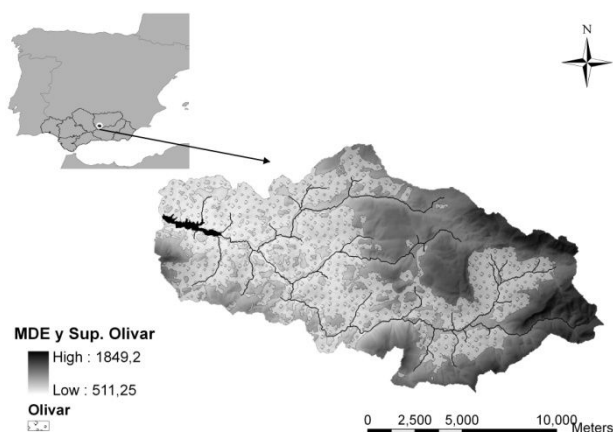 N
MDE y Sup. Olivar
High : 1849,2
Low : 511,25
Olivar
0 2,500 5,000 10,000
Meters